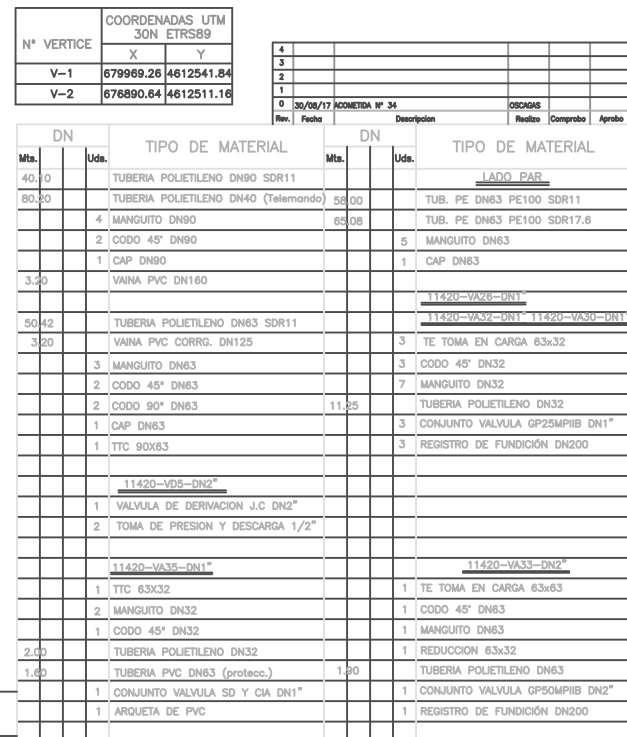 COORDENADAS UTM
30N ETRS89
N° VERTICE
X Y
V-1 679969.26 4612541.84
V-2 676890.64 4612511.16
4
3
2
1
0 30/08/17 ACOMETIDA N° 34 OSCAGAS
Rev. Fecha Descripcion Realizo Comprobo Aprobo
DN TIPO DE MATERIAL
Mts. Uds.
40.10 TUBERIA POLIETILENO DN90 SDR11
80.20 TUBERIA POLIETILENO DN40 (Telemando)
4 MANGUITO DN90
2 CODO 45° DN90
1 CAP DN90
3.20 VAINA PVC DN160
50.42 TUBERIA POLIETILENO DN63 SDR11
3.20 VAINA PVC CORRG. DN125
3 MANGUITO DN63
2 CODO 45° DN63
2 CODO 90° DN63
1 CAP DN63
1 TTC 90X63
11420-VD5-DN2"
1 VALVULA DE DERIVACION J.C DN2"
2 TOMA DE PRESION Y DESCARGA 1/2"
11420-VA35-DN1"
1 TTC 63X32
2 MANGUITO DN32
1 CODO 45° DN32
2.00 TUBERIA POLIETILENO DN32
1.60 TUBERIA PVC DN63 (protecc.)
1 CONJUNTO VALVULA SD Y CIA DN1"
1 ARQUETA DE PVC
DN TIPO DE MATERIAL
Mts. Uds.
LADO PAR
58.00 TUB. PE DN63 PE100 SDR11
65.08 TUB. PE DN63 PE100 SDR17.6
5 MANGUITO DN63
1 CAP DN63
11420-VA26-DN1"
11420-VA32-DN1" 11420-VA30-DN1"
3 TE TOMA EN CARGA 63x32
3 CODO 45° DN32
7 MANGUITO DN32
11.25 TUBERIA POLIETILENO DN32
3 CONJUNTO VALVULA GP25MPIIB DN1"
3 REGISTRO DE FUNDICIÓN DN200
11420-VA33-DN2"
1 TE TOMA EN CARGA 63x63
1 CODO 45° DN63
1 MANGUITO DN63
1 REDUCCION 63x32
1.90 TUBERIA POLIETILENO DN63
1 CONJUNTO VALVULA GP50MPIIB DN2"
1 REGISTRO DE FUNDICIÓN DN200